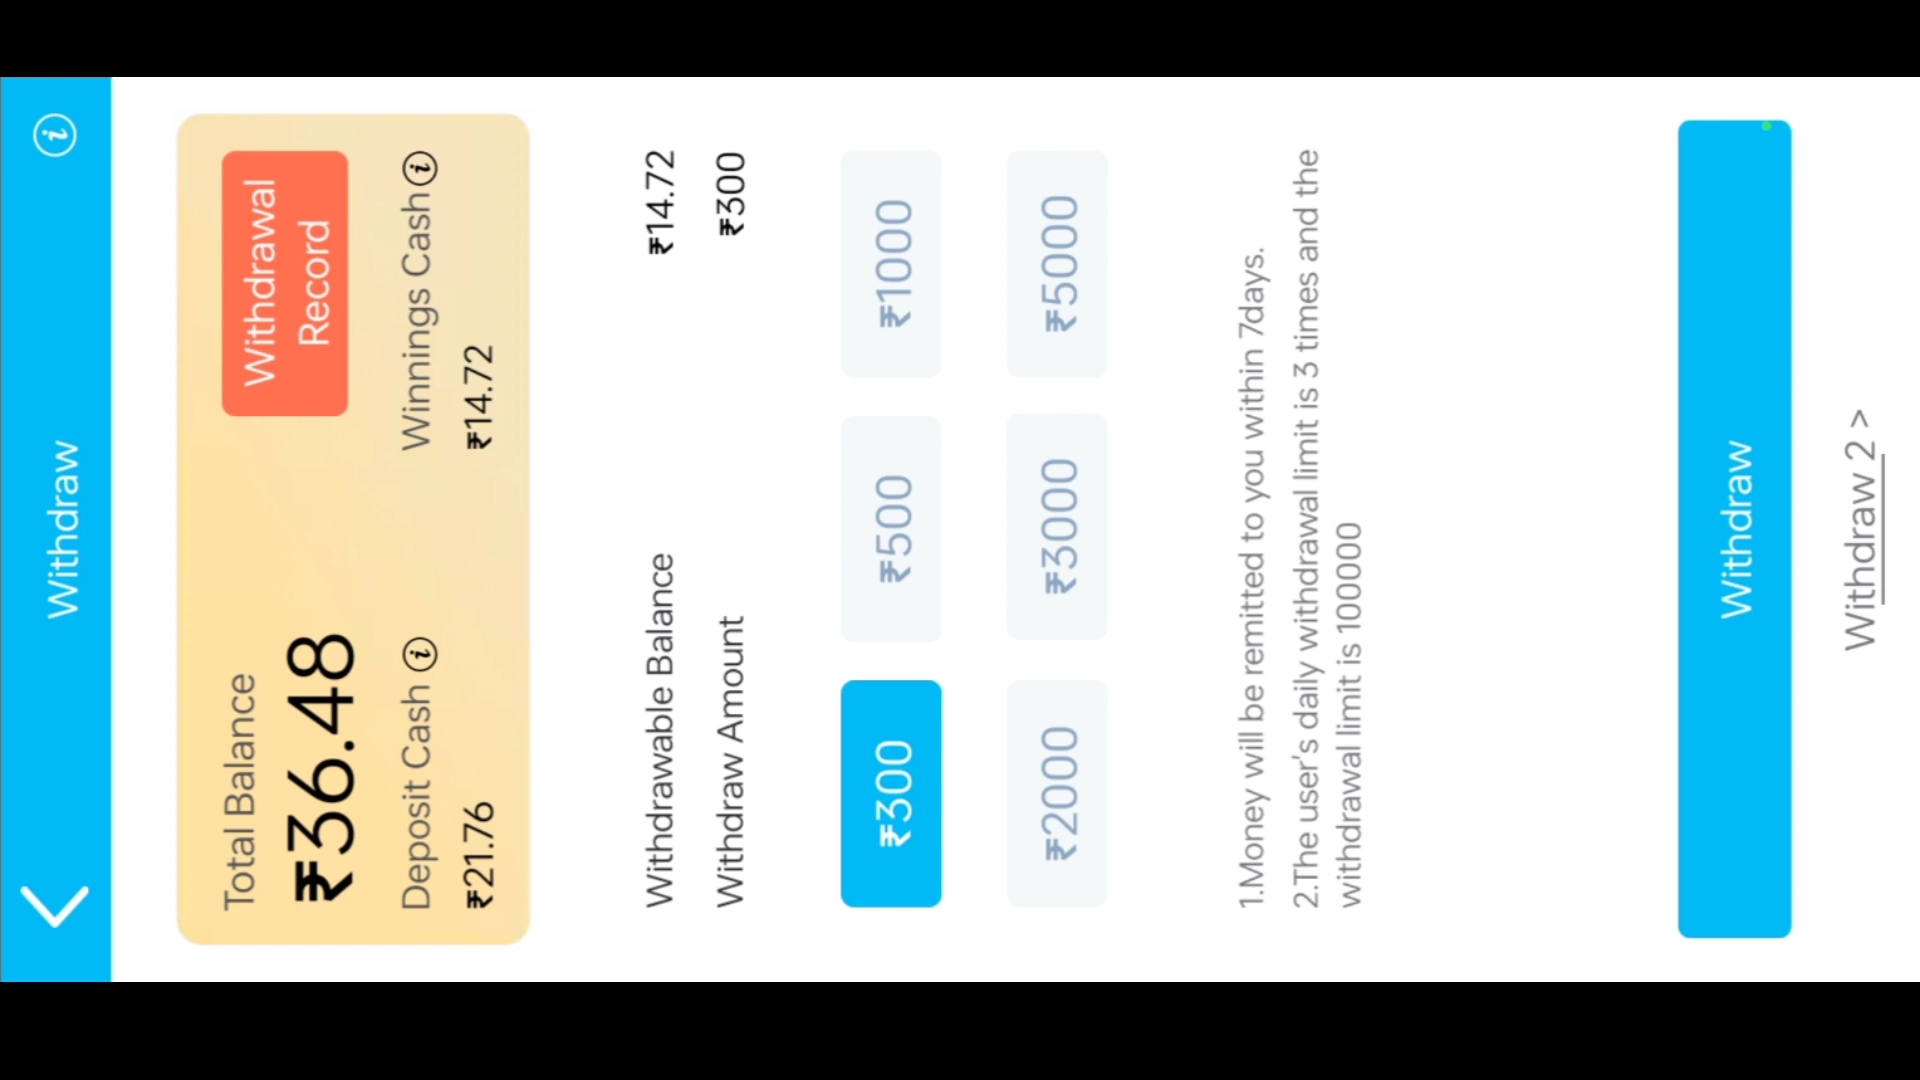 Withdraw
Total Balance
₹36.48
Withdrawal
Record
Deposit Cash
Winnings Cash
₹21.76
₹14.72
Withdrawable Balance ₹14.72
Withdraw Amount ₹300
₹300 ₹500 ₹1000
₹2000 ₹3000 ₹5000
1.Money will be remitted to you within 7days.
2.The user's daily withdrawal limit is 3 times and the
withdrawal limit is 100000
Withdraw
Withdraw 2 >